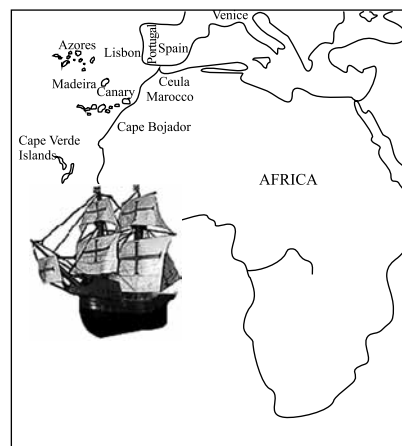 Venice
Azores
Lisbon
Portugal
Spain
Madeira
Canary
Ceula
Marocco
Cape Bojador
Cape Verde
Islands
AFRICA